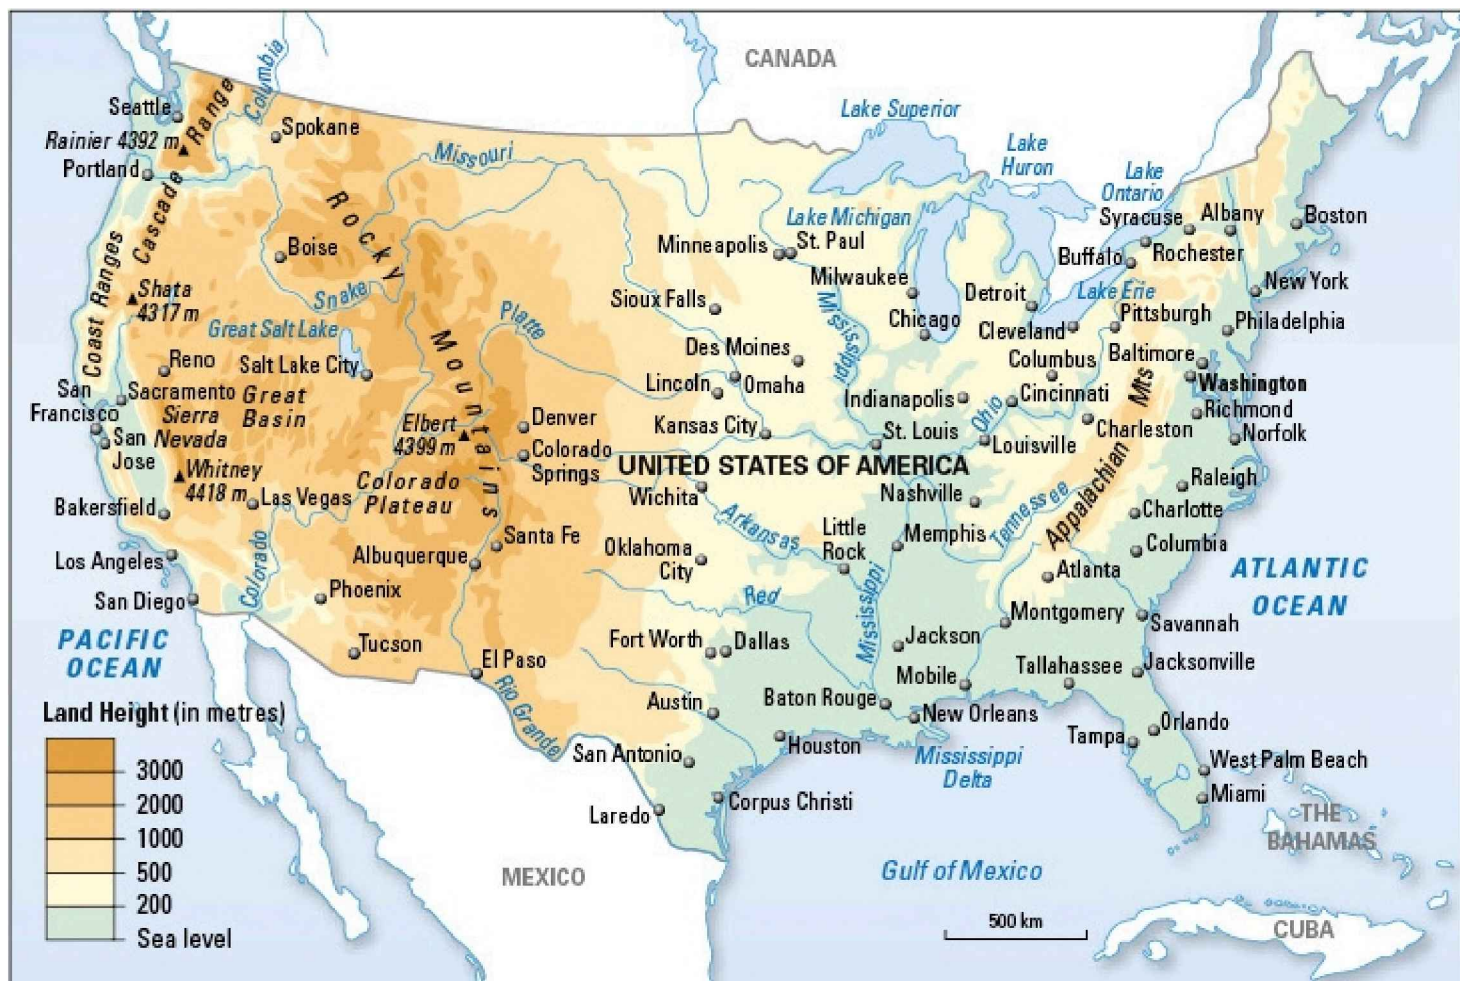 CANADA
Columbia
Seattle
Rainier 4392 m
Portland
Cascade Range
Spokane
Missouri
Rocky Mountains
Lake Superior
Lake
Huron
Lake
Ontario
Lake Michigan
Syracuse
Albany
Boston
Minneapolis
St. Paul
Buffalo
Rochester
Boise
Coast Ranges
Milwaukee
Shata
4317 m
Snake
Sioux Falls
Detroit
Lake Erie
New York
Great Salt Lake
Platte
Mississippi
Chicago
Cleveland
Pittsburgh
Philadelphia
Reno
Salt Lake City
Des Moines
Columbus
Baltimore
San
Francisco
Sacramento
Great
Basin
Lincoln
Omaha
Indianapolis
Cincinnati
Washington
Sierra
Nevada
Elbert
4399 m
Denver
Kansas City
St. Louis
Ohio
Louisville
Charleston
Richmond
Norfolk
San
Jose
Colorado
Springs
UNITED STATES OF AMERICA
Appalachian Mts
Whitney
4418 m
Las Vegas
Colorado
Plateau
Wichita
Nashville
Raleigh
Bakersfield
Arkansas
Little
Rock
Memphis
Tennessee
Charlotte
Santa Fe
Los Angeles
Colorado
Albuquerque
Oklahoma
City
Columbia
Atlanta
ATLANTIC
OCEAN
San Diego
Phoenix
Red
Mississippi
Montgomery
Savannah
PACIFIC
OCEAN
Tucson
El Paso
Fort Worth
Dallas
Jackson
Tallahassee
Jacksonville
Rio Grande
Austin
Baton Rouge
Mobile
New Orleans
Orlando
Tampa
Land Height (in metres)
San Antonio
Houston
Mississippi
Delta
West Palm Beach
Miami
3000
2000
1000
500
200
Sea level
Laredo
Corpus Christi
THE
BAHAMAS
MEXICO
Gulf of Mexico
500 km
CUBA